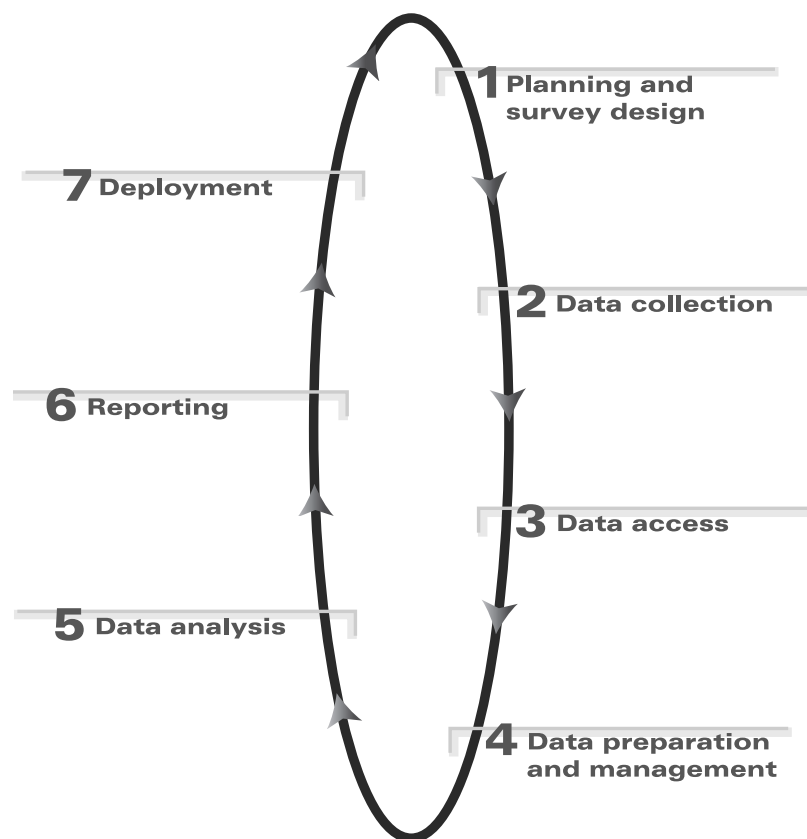 1 Planning and
survey design
2 Data collection
3 Data access
4 Data preparation
and management
5 Data analysis
6 Reporting
7 Deployment